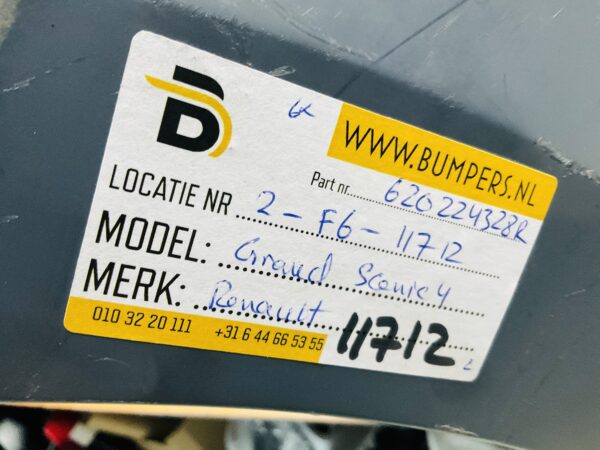 WWW.BUMPERS.NL
Part nr. 620224328R
LOCATIE NR 2-F6-11712
MODEL: Grand Scenic 4
MERK: Renault
11712
010 32 20 111 +31 6 44 66 53 55